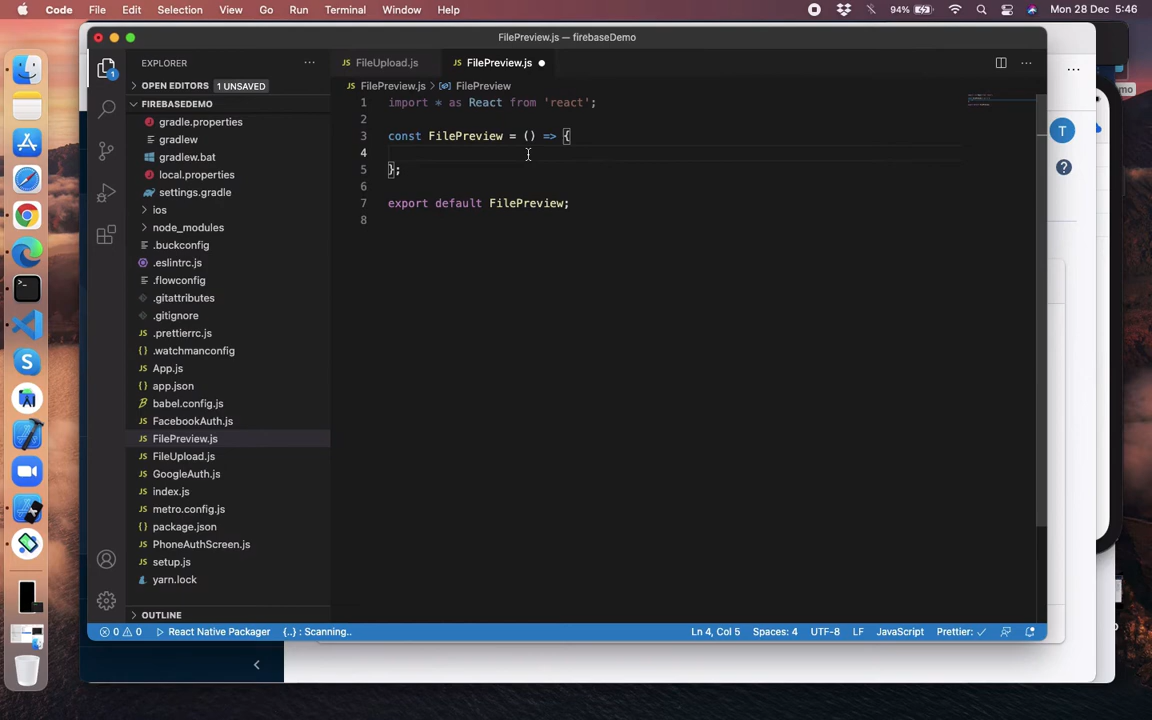 Code File Edit Selection View Go Run Terminal Window Help 94% Mon 28 Dec 5:46
FilePreview.js — firebaseDemo
EXPLORER
FileUpload.js
FilePreview.js
OPEN EDITORS 1 UNSAVED
FilePreview.js > FilePreview
FIREBASEDEMO
gradle.properties
gradlew
gradlew.bat
local.properties
settings.gradle
ios
node_modules
.buckconfig
.eslintrc.js
.flowconfig
.gitattributes
.gitignore
.prettierrc.js
.watchmanconfig
App.js
app.json
babel.config.js
FacebookAuth.js
FilePreview.js
FileUpload.js
GoogleAuth.js
index.js
metro.config.js
package.json
PhoneAuthScreen.js
setup.js
yarn.lock
OUTLINE
1 import * as React from 'react';
2
3 const FilePreview = () => {
4
5 };
6
7 export default FilePreview;
8
0 0 React Native Packager {..} : Scanning.. Ln 4, Col 5 Spaces: 4 UTF-8 LF JavaScript Prettier: ✓
T
mo